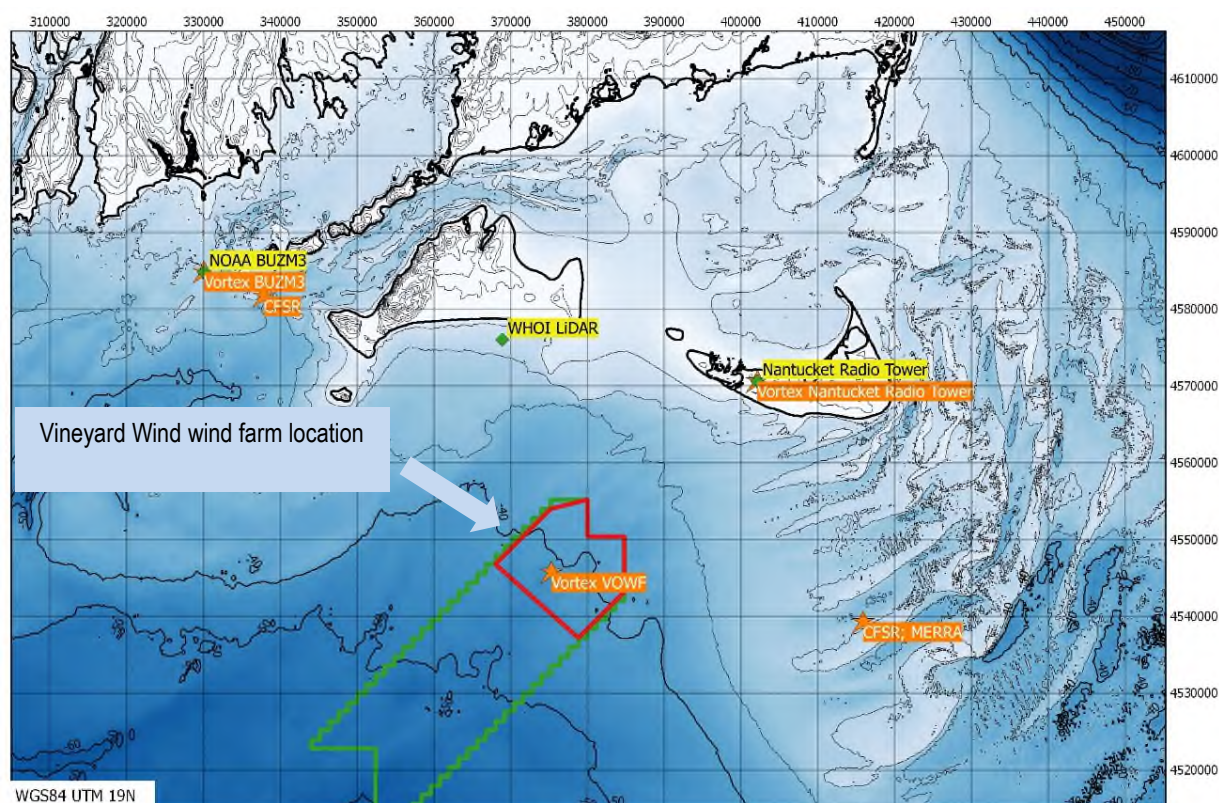 310000 320000 330000 340000 350000 360000 370000 380000 390000 400000 410000 420000 430000 440000 450000
4610000
4600000
4590000
NOAA BUZM3
Vortex BUZM3
CFSR
4580000
WHOI LiDAR
Nantucket Radio Tower
Vortex Nantucket Radio Tower
4570000
Vineyard Wind wind farm location
4560000
-40
4550000
Vortex VOWF
4540000
CFSR; MERRA
4530000
4520000
WGS84 UTM 19N